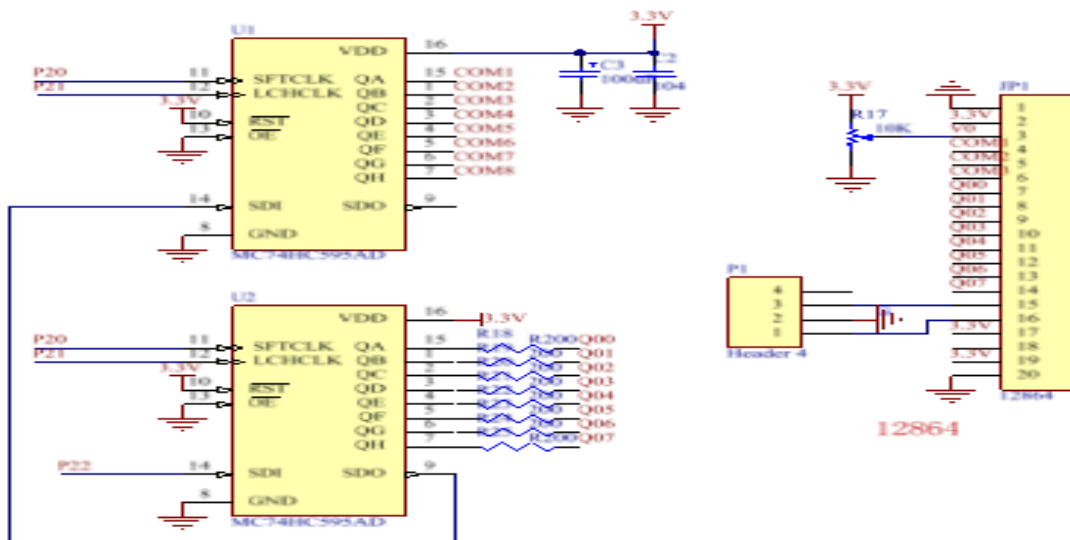 U1
VDD 16
3.3V
P20 11 SFTCLK QA 15 COM1
P21 12 LCHCLK QB 1 COM2
QC 2 COM3
3.3V 10 RST QD 3 COM4
13 OE QE 4 COM5
QF 5 COM6
QG 6 COM7
QH 7 COM8
14 SDI SDO 9
8 GND
MC74HC595AD
C3
104
U2
VDD 16 3.3V
P20 11 SFTCLK QA 15 R18 R200 Q00
P21 12 LCHCLK QB 1 200 Q01
QC 2 Q02
3.3V 10 RST QD 3 Q03
13 OE QE 4 Q04
QF 5 Q05
QG 6 Q06
QH 7 R200 Q07
P22 14 SDI SDO 9
8 GND
MC74HC595AD
3.3V
R17
10K
JP1
1
3.3V 2
V0 3
COM1 4
COM2 5
COM3 6
Q00 7
Q01 8
Q02 9
Q03 10
Q04 11
Q05 12
Q06 13
Q07 14
15
16
3.3V 17
18
3.3V 19
20
12864
P1
4
3
2
1
Header 4
12864